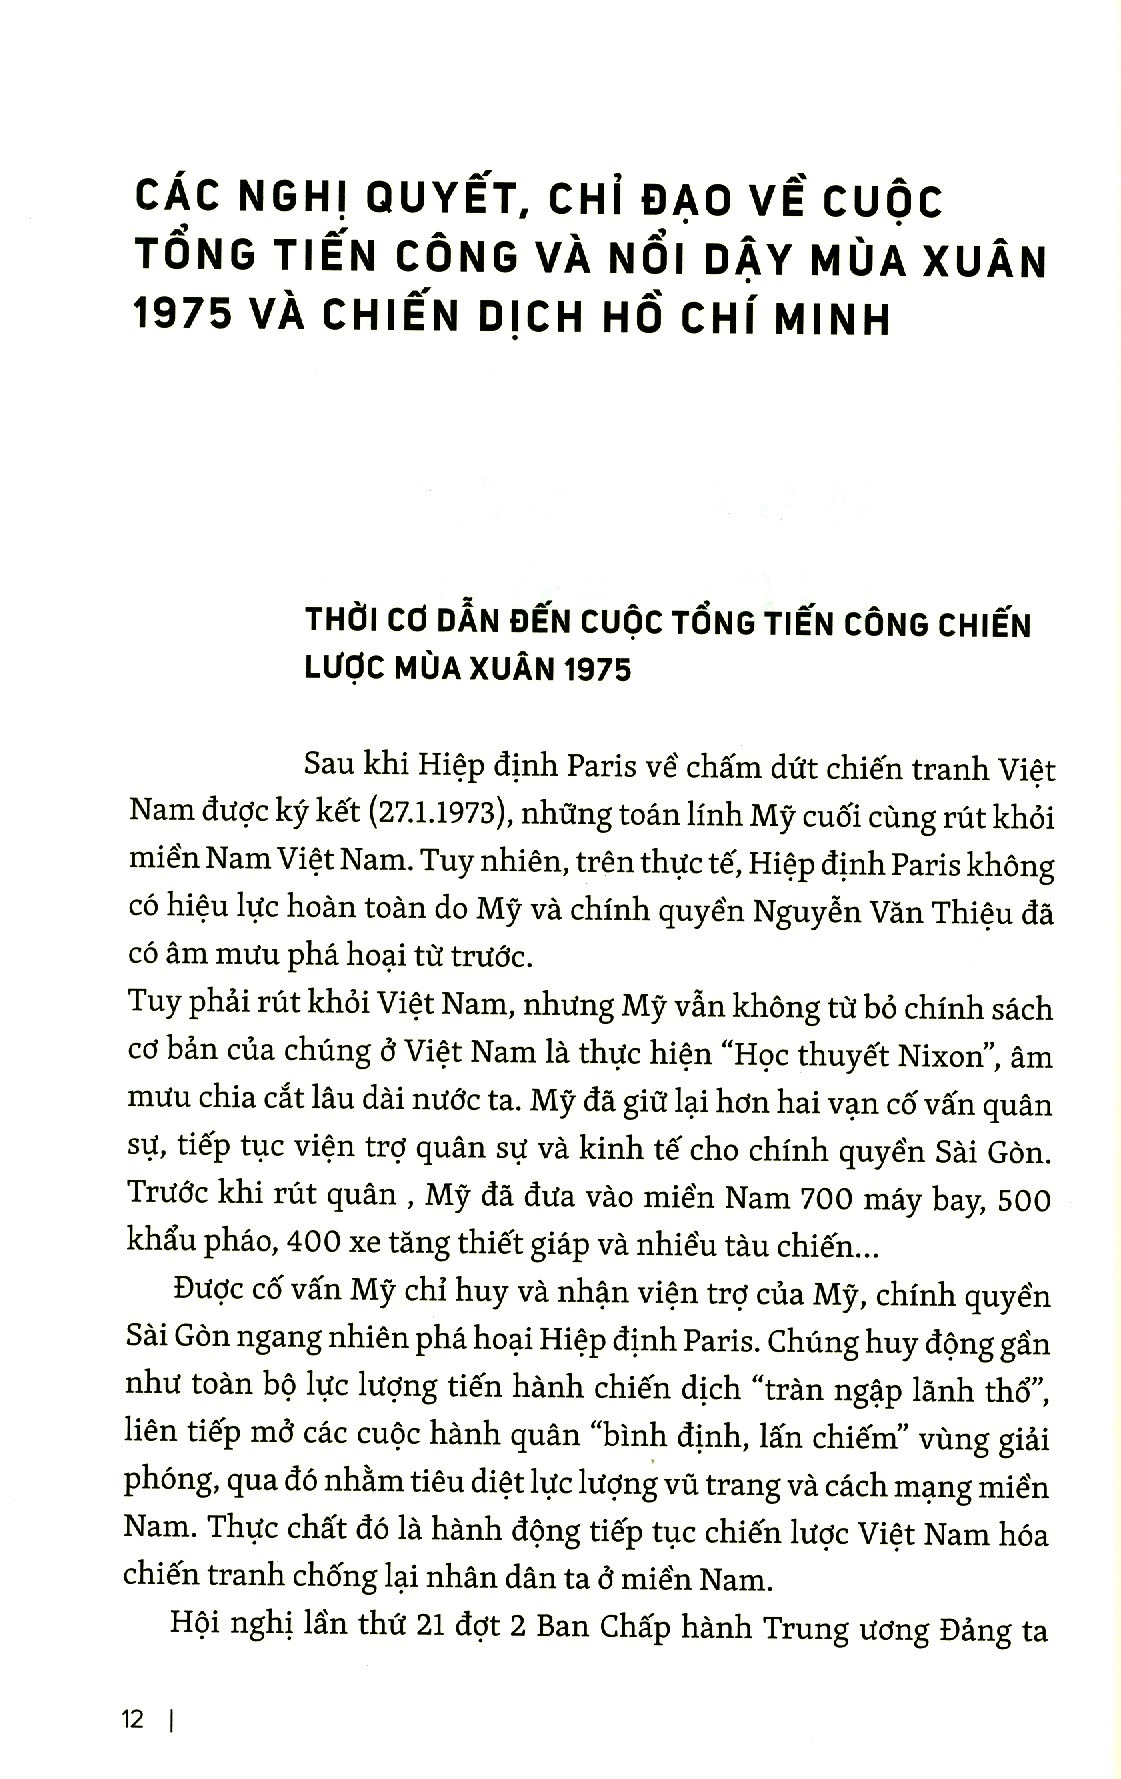 CÁC NGHỊ QUYẾT, CHỈ ĐẠO VỀ CUỘC
TỔNG TIẾN CÔNG VÀ NỔI DẬY MÙA XUÂN
1975 VÀ CHIẾN DỊCH HỒ CHÍ MINH
THỜI CƠ DẪN ĐẾN CUỘC TỔNG TIẾN CÔNG CHIẾN
LƯỢC MÙA XUÂN 1975
Sau khi Hiệp định Paris về chấm dứt chiến tranh Việt
Nam được ký kết (27.1.1973), những toán lính Mỹ cuối cùng rút khỏi
miền Nam Việt Nam. Tuy nhiên, trên thực tế, Hiệp định Paris không
có hiệu lực hoàn toàn do Mỹ và chính quyền Nguyễn Văn Thiệu đã
có âm mưu phá hoại từ trước.
Tuy phải rút khỏi Việt Nam, nhưng Mỹ vẫn không từ bỏ chính sách
cơ bản của chúng ở Việt Nam là thực hiện “Học thuyết Nixon”, âm
mưu chia cắt lâu dài nước ta. Mỹ đã giữ lại hơn hai vạn cố vấn quân
sự, tiếp tục viện trợ quân sự và kinh tế cho chính quyền Sài Gòn.
Trước khi rút quân , Mỹ đã đưa vào miền Nam 700 máy bay, 500
khẩu pháo, 400 xe tăng thiết giáp và nhiều tàu chiến...
Được cố vấn Mỹ chỉ huy và nhận viện trợ của Mỹ, chính quyền
Sài Gòn ngang nhiên phá hoại Hiệp định Paris. Chúng huy động gần
như toàn bộ lực lượng tiến hành chiến dịch “tràn ngập lãnh thổ”,
liên tiếp mở các cuộc hành quân “bình định, lấn chiếm” vùng giải
phóng, qua đó nhằm tiêu diệt lực lượng vũ trang và cách mạng miền
Nam. Thực chất đó là hành động tiếp tục chiến lược Việt Nam hóa
chiến tranh chống lại nhân dân ta ở miền Nam.
Hội nghị lần thứ 21 đợt 2 Ban Chấp hành Trung ương Đảng ta
12 |